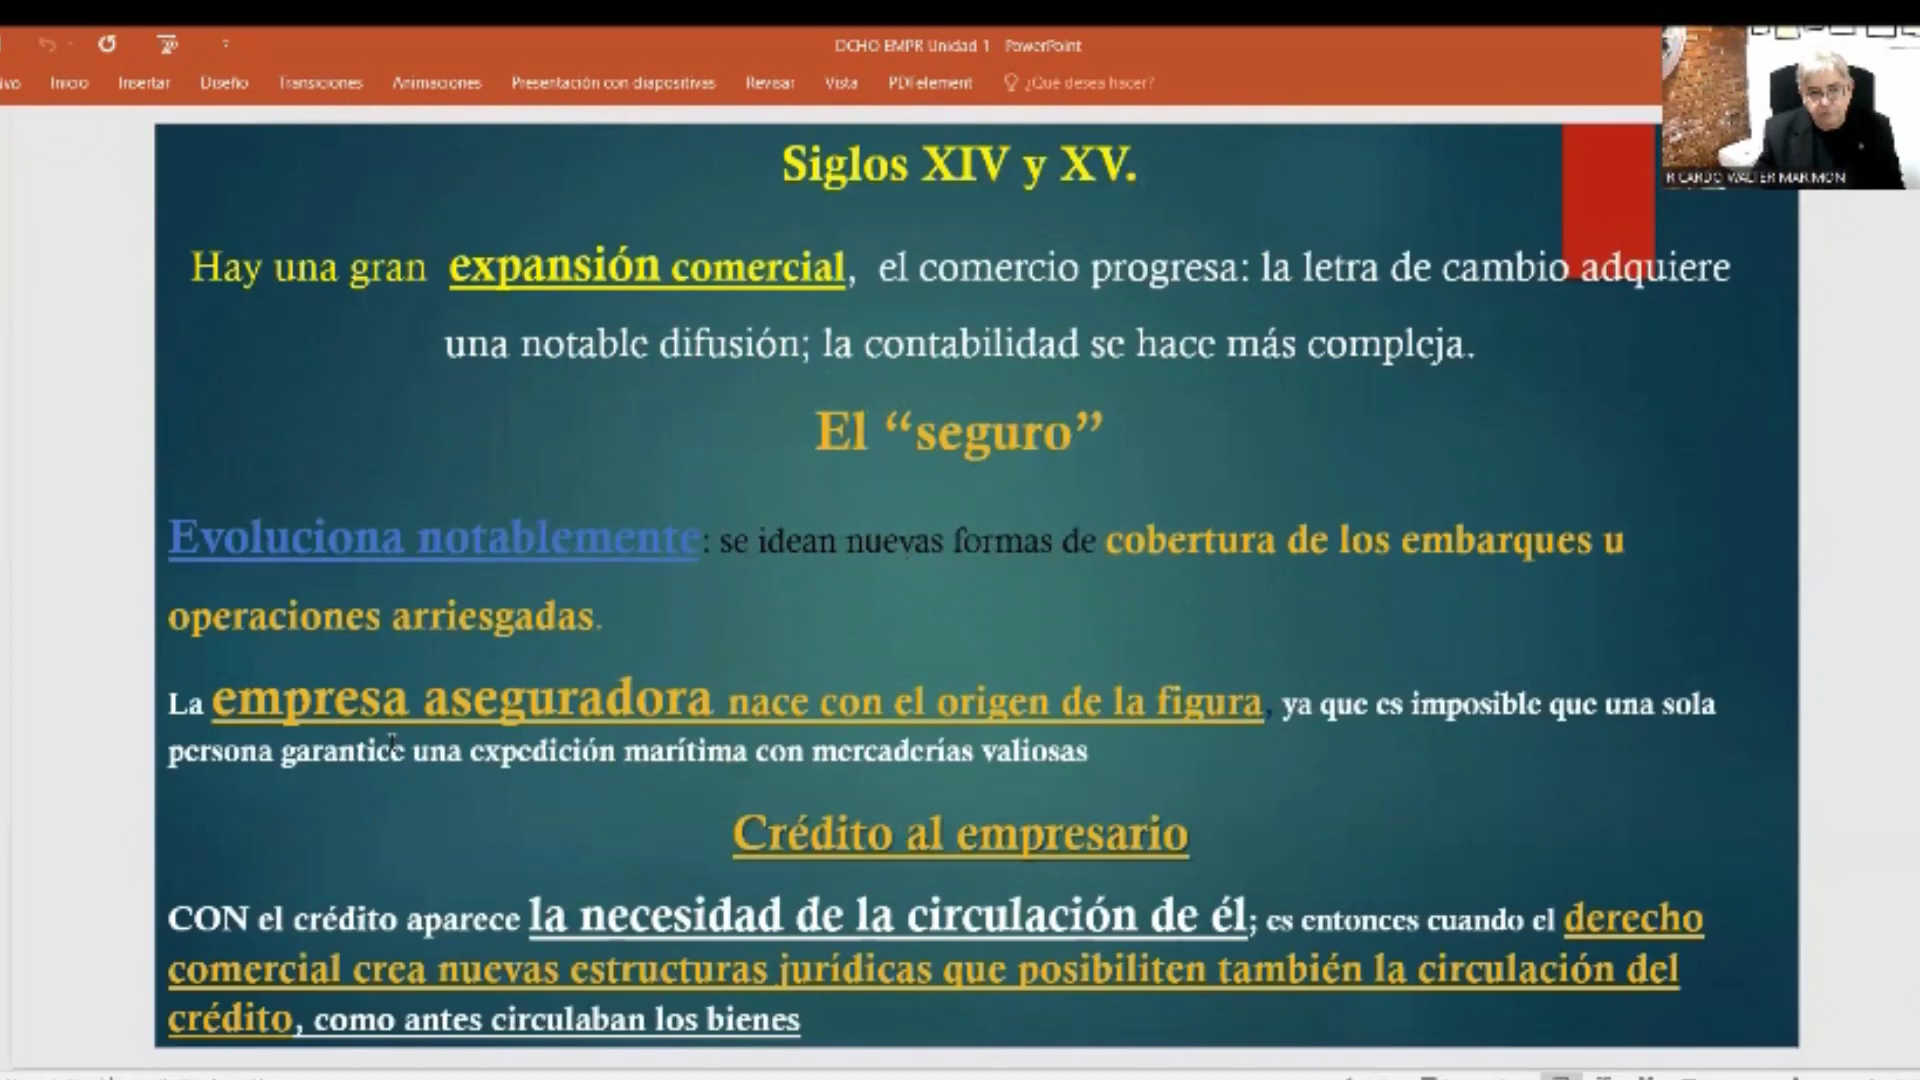 DCHO EMPR Unidad 1 PowerPoint
Inicio Insertar Diseño Transiciones Animaciones Presentación con diapositivas Revisar Vista PDFelement ¿Qué desea hacer?
RICARDO WALTER MARIMON
Siglos XIV y XV.
Hay una gran expansión comercial, el comercio progresa: la letra de cambio adquiere
una notable difusión; la contabilidad se hace más compleja.
El “seguro”
Evoluciona notablemente: se idean nuevas formas de cobertura de los embarques u
operaciones arriesgadas.
La empresa aseguradora nace con el origen de la figura, ya que es imposible que una sola
persona garantice una expedición marítima con mercaderías valiosas
Crédito al empresario
CON el crédito aparece la necesidad de la circulación de él; es entonces cuando el derecho
comercial crea nuevas estructuras jurídicas que posibiliten también la circulación del
crédito, como antes circulaban los bienes